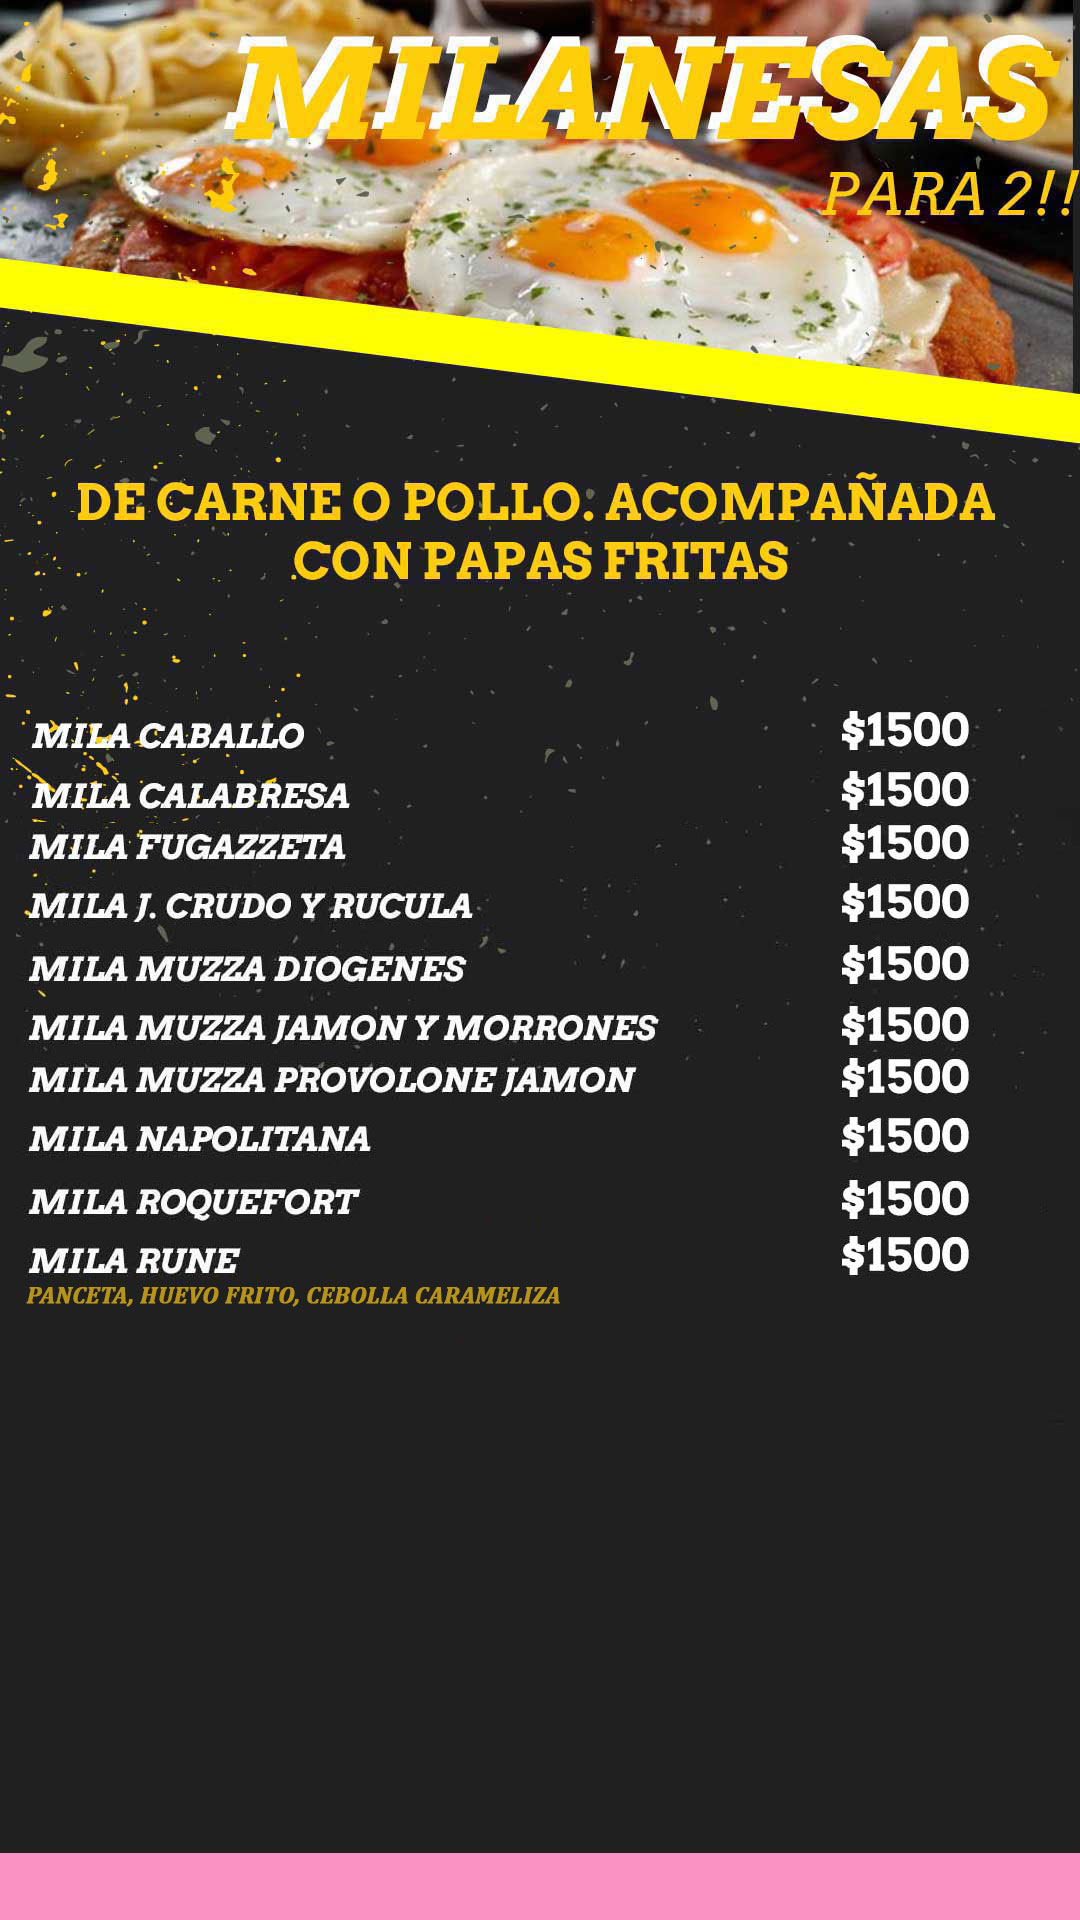 MILANESAS
PARA 2!!
DE CARNE O POLLO. ACOMPAÑADA
CON PAPAS FRITAS
MILA CABALLO $1500
MILA CALABRESA $1500
MILA FUGAZZETA $1500
MILA J. CRUDO Y RUCULA $1500
MILA MUZZA DIOGENES $1500
MILA MUZZA JAMON Y MORRONES $1500
MILA MUZZA PROVOLONE JAMON $1500
MILA NAPOLITANA $1500
MILA ROQUEFORT $1500
MILA RUNE $1500
PANCETA, HUEVO FRITO, CEBOLLA CARAMELIZA